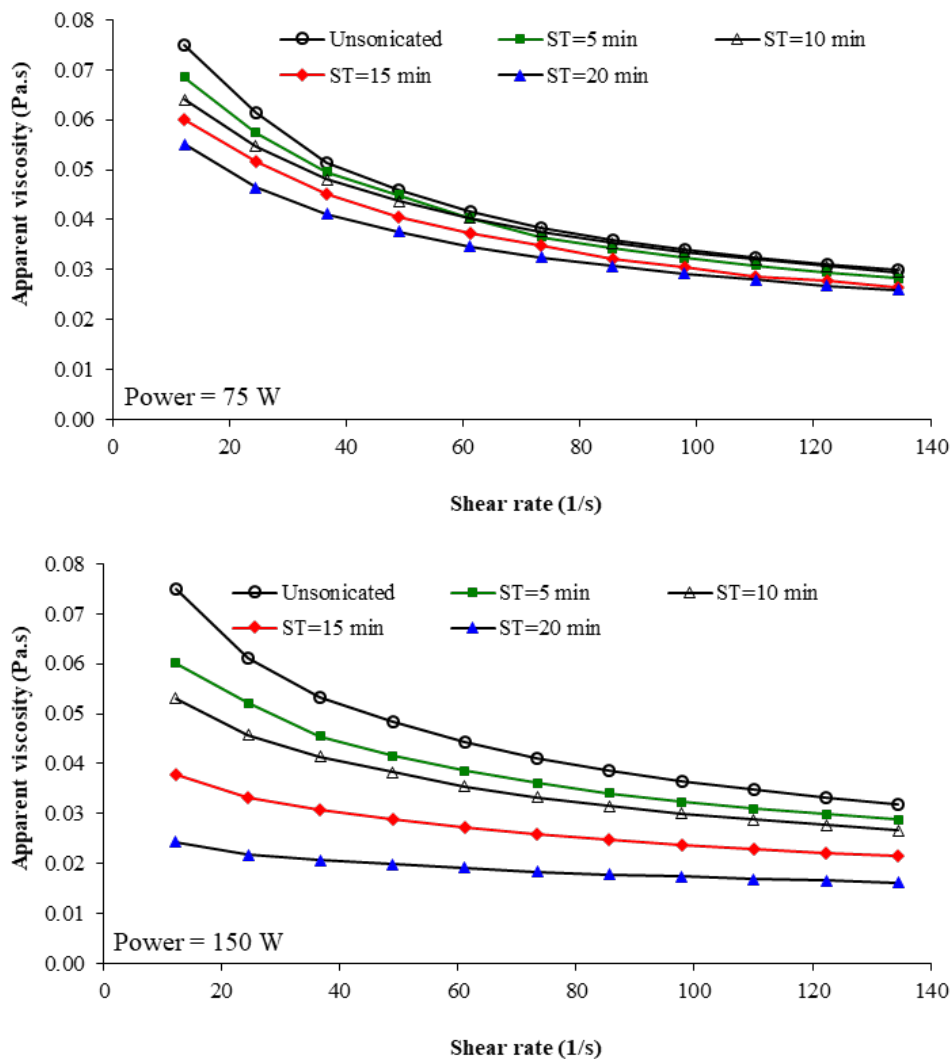 0.08
Unsonicated ST=5 min ST=10 min
0.07
ST=15 min ST=20 min
0.06
0.05
0.04
0.03
0.02
0.01
0.00
Apparent viscosity (Pa.s)
Power = 75 W
0 20 40 60 80 100 120 140
Shear rate (1/s)
0.08
Unsonicated ST=5 min ST=10 min
0.07
ST=15 min ST=20 min
0.06
0.05
0.04
0.03
0.02
0.01
0.00
Apparent viscosity (Pa.s)
Power = 150 W
0 20 40 60 80 100 120 140
Shear rate (1/s)